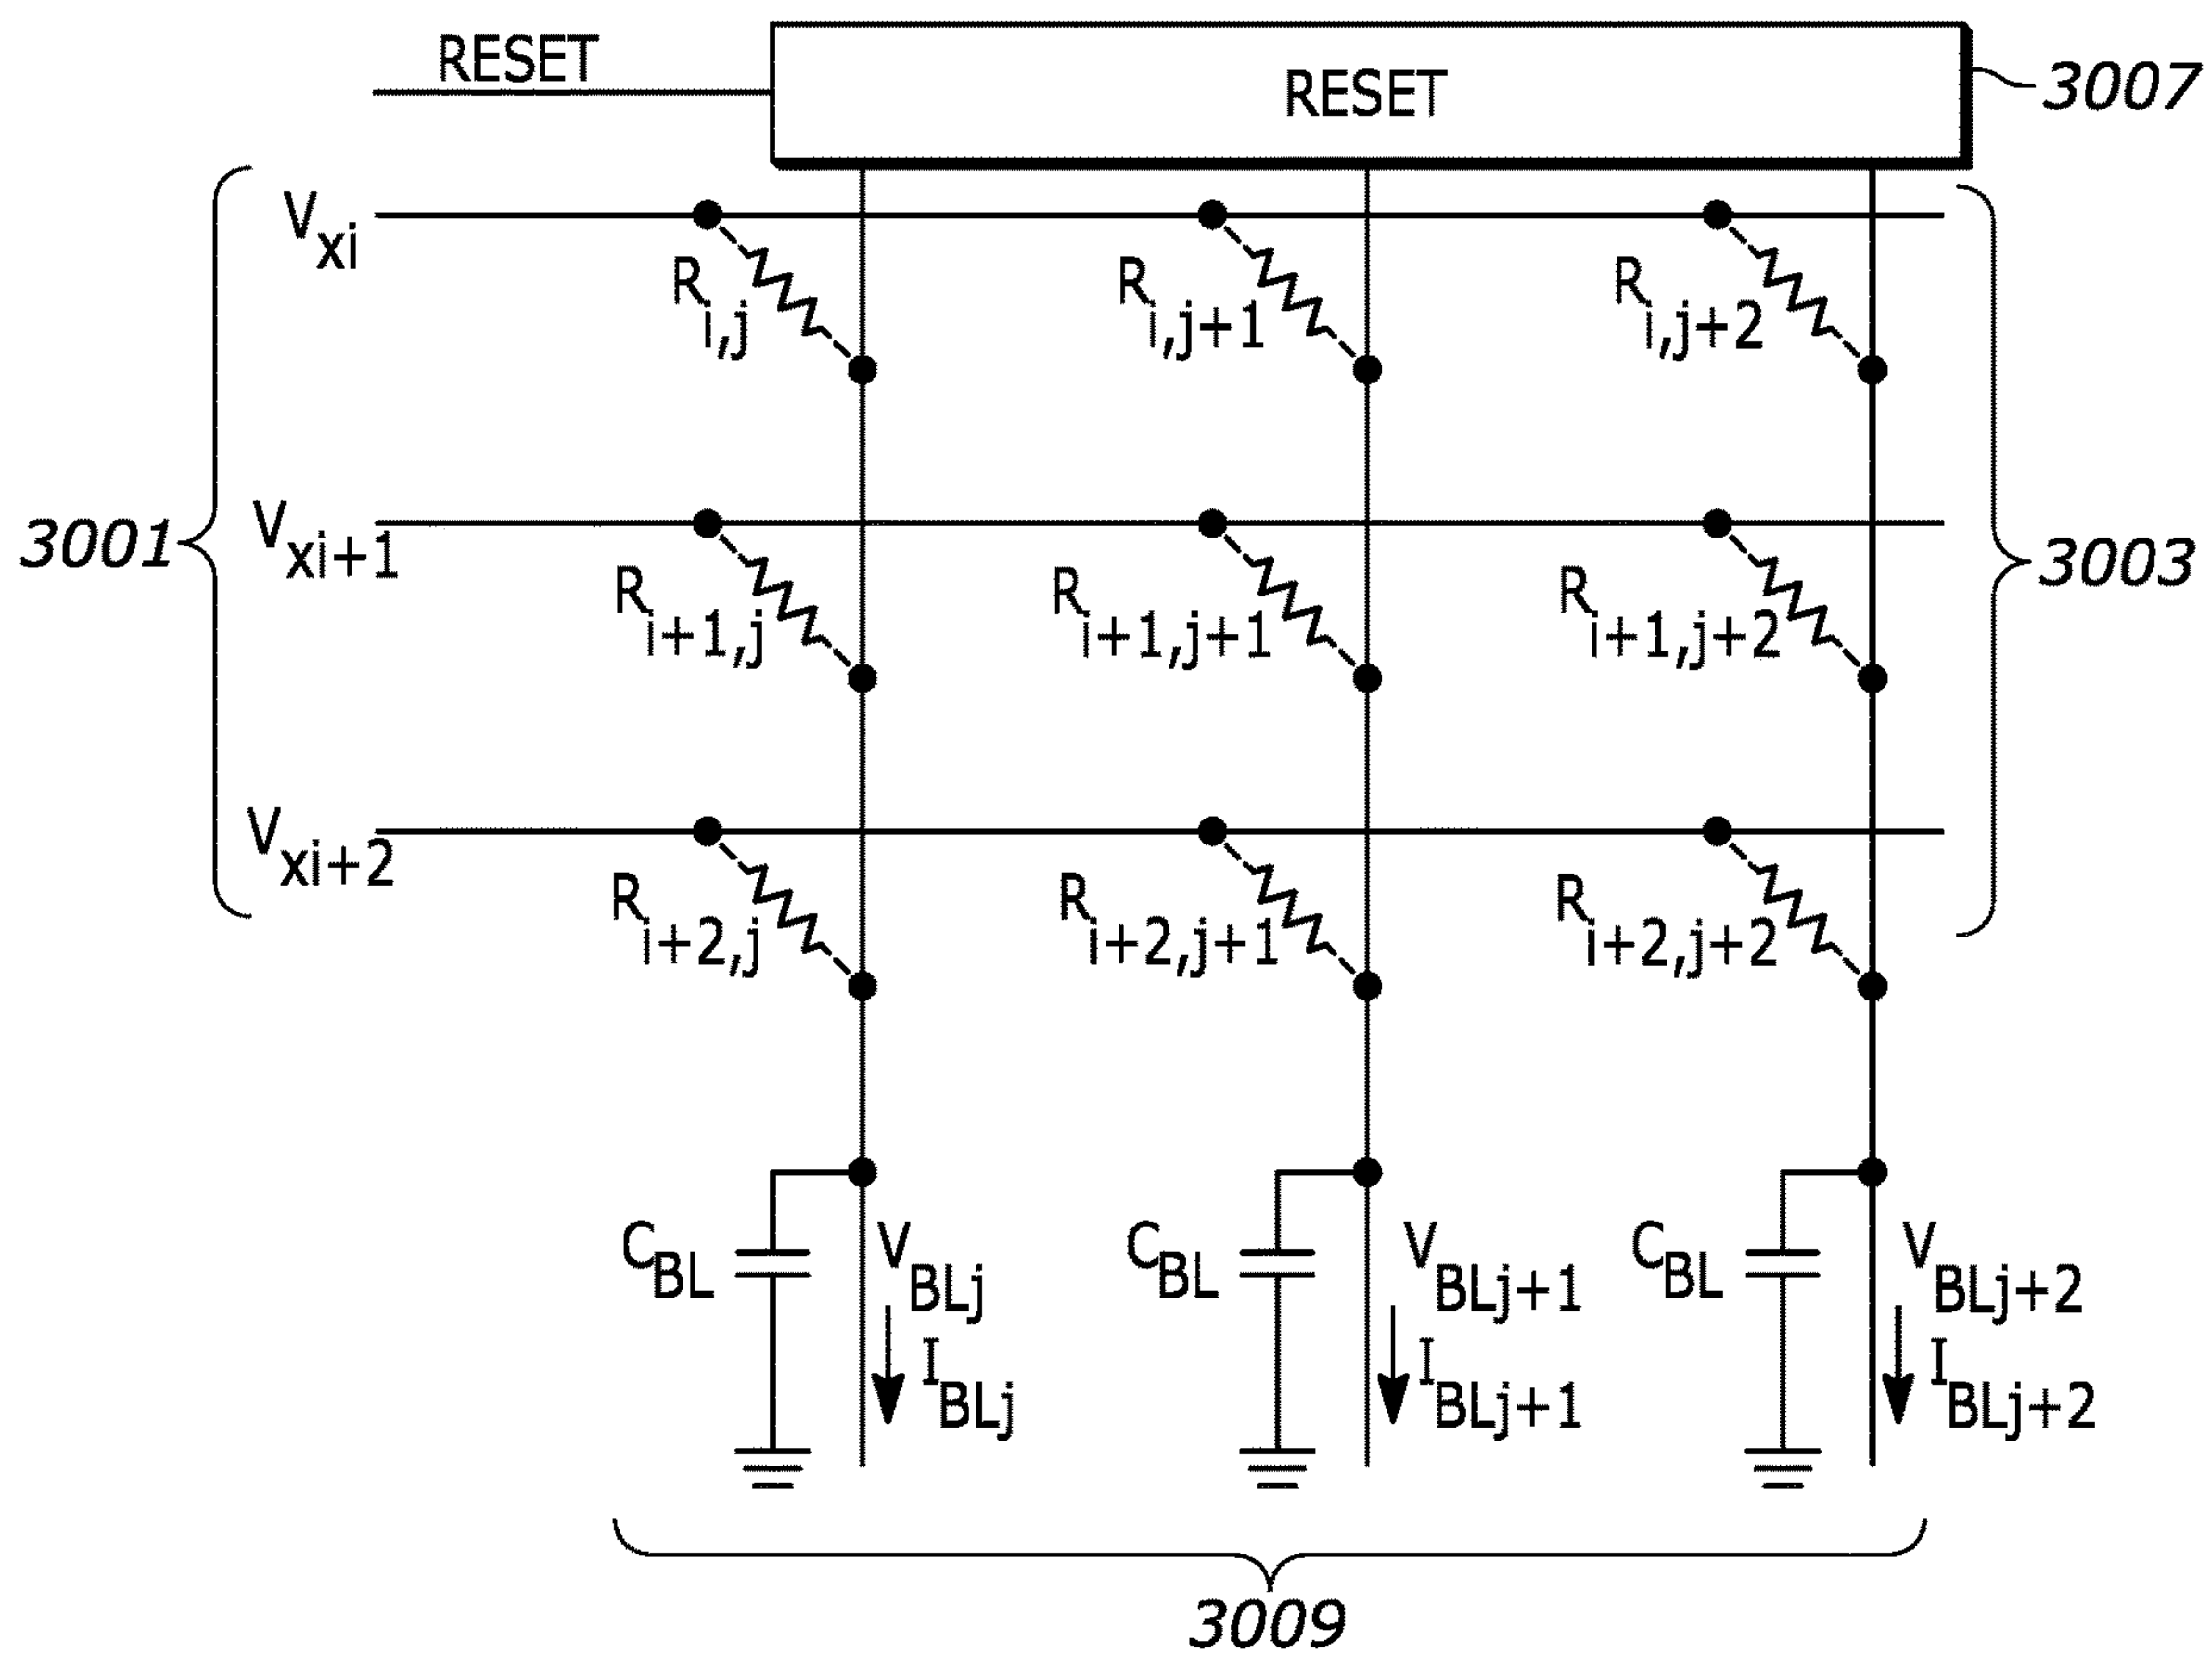 RESET
RESET
3007
Vxi
Ri,j
Ri,j+1
Ri,j+2
3001
Vxi+1
Ri+1,j
Ri+1,j+1
Ri+1,j+2
3003
Vxi+2
Ri+2,j
Ri+2,j+1
Ri+2,j+2
CBL
VBLj
CBL
VBLj+1
CBL
VBLj+2
IBLj
IBLj+1
IBLj+2
3009